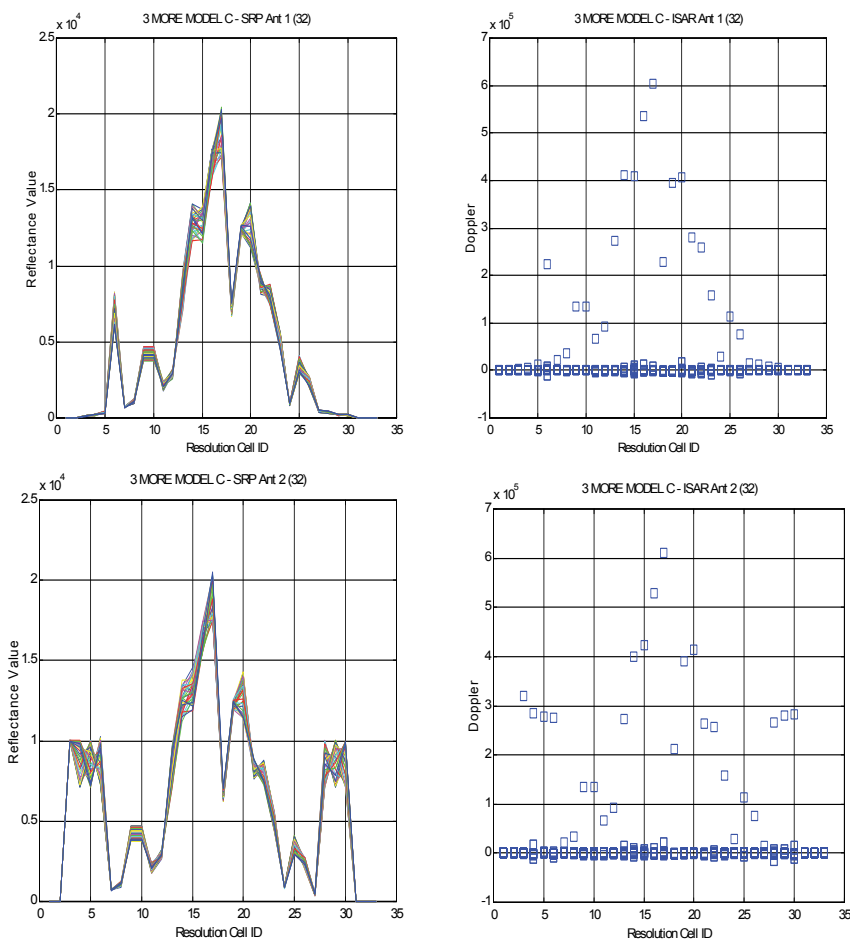 3 MORE MODEL C - SRP Ant 1 (32)
x 10^4
2.5
2
1.5
1
0.5
0
Reflectance Value
0 5 10 15 20 25 30 35
Resolution Cell ID
3 MORE MODEL C - ISAR Ant 1 (32)
x 10^5
7
6
5
4
3
2
1
0
-1
Doppler
0 5 10 15 20 25 30 35
Resolution Cell ID
3 MORE MODEL C - SRP Ant 2 (32)
x 10^4
2.5
2
1.5
1
0.5
0
Reflectance Value
0 5 10 15 20 25 30 35
Resolution Cell ID
3 MORE MODEL C - ISAR Ant 2 (32)
x 10^5
7
6
5
4
3
2
1
0
-1
Doppler
0 5 10 15 20 25 30 35
Resolution Cell ID